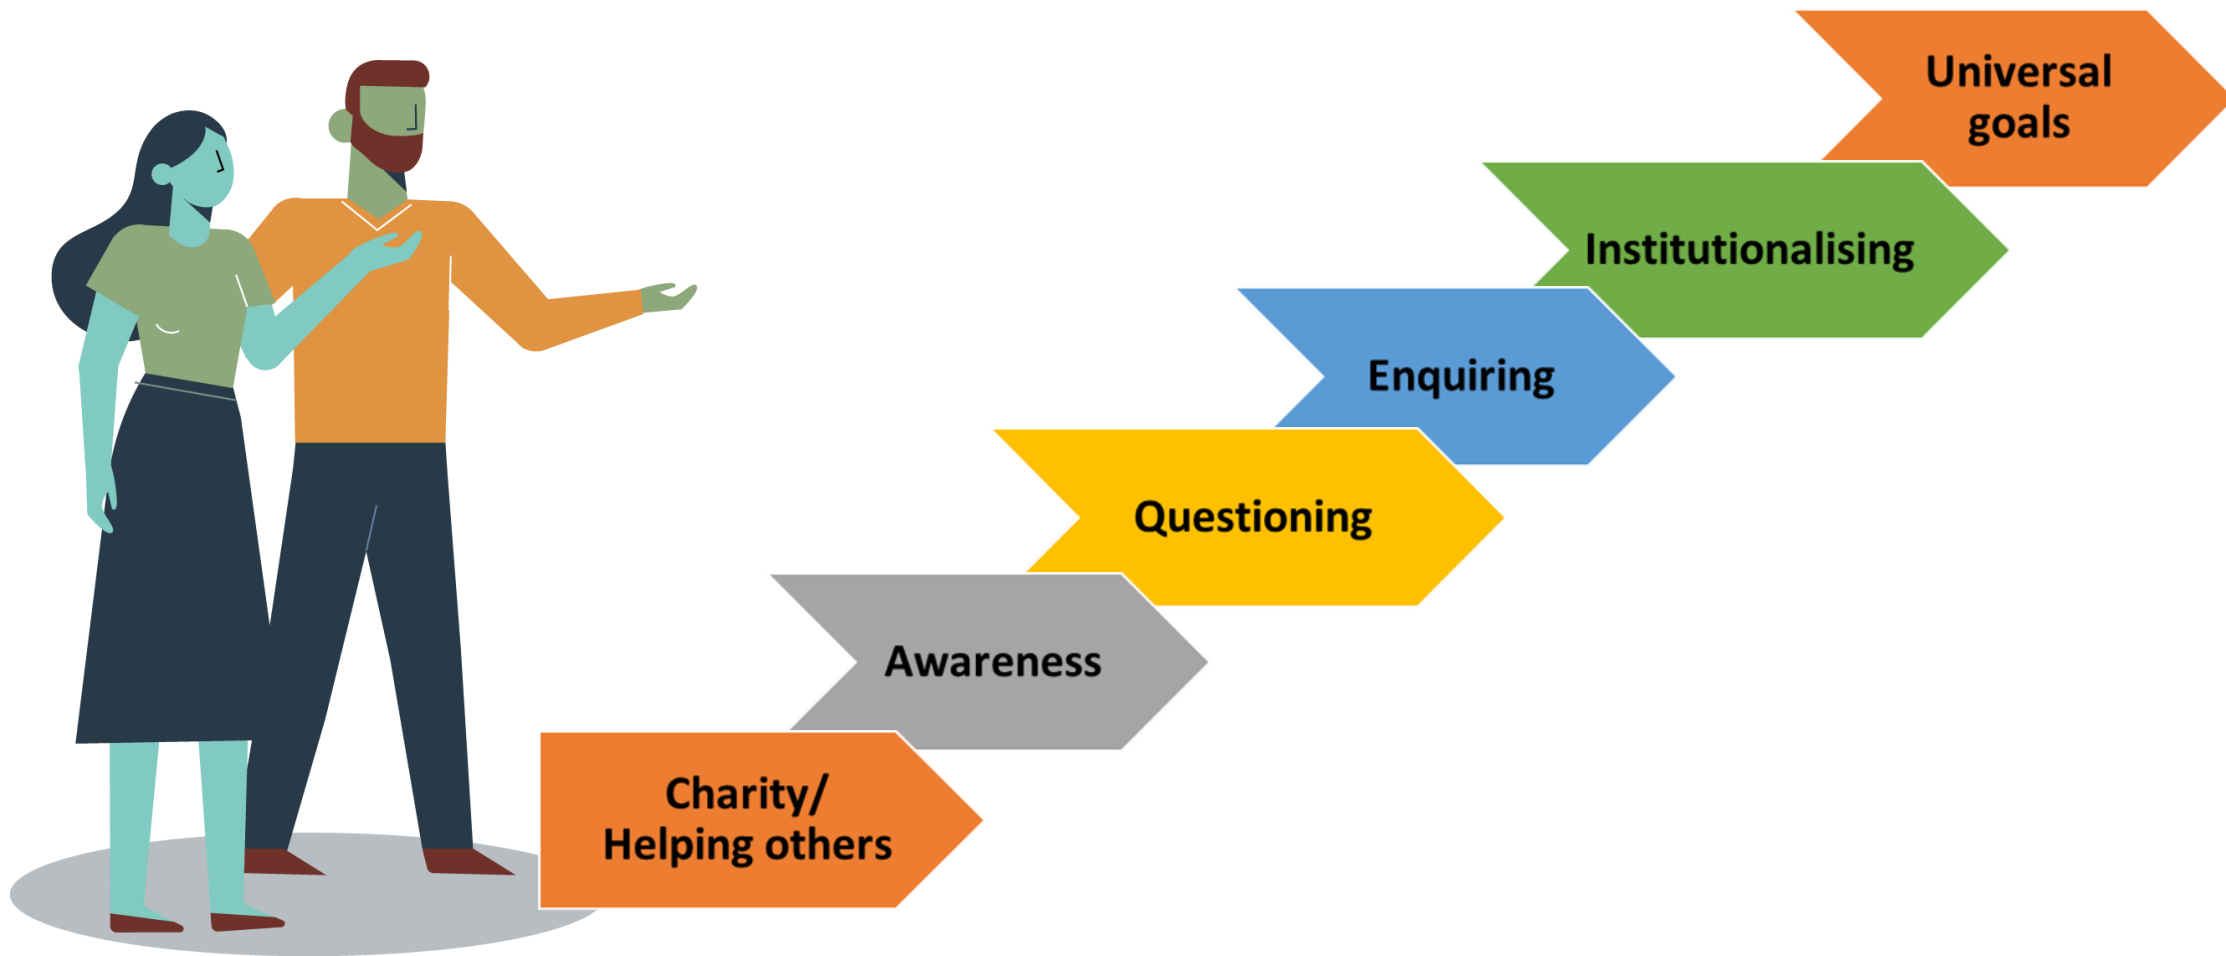 Universal
goals
Institutionalising
Enquiring
Questioning
Awareness
Charity/
Helping others